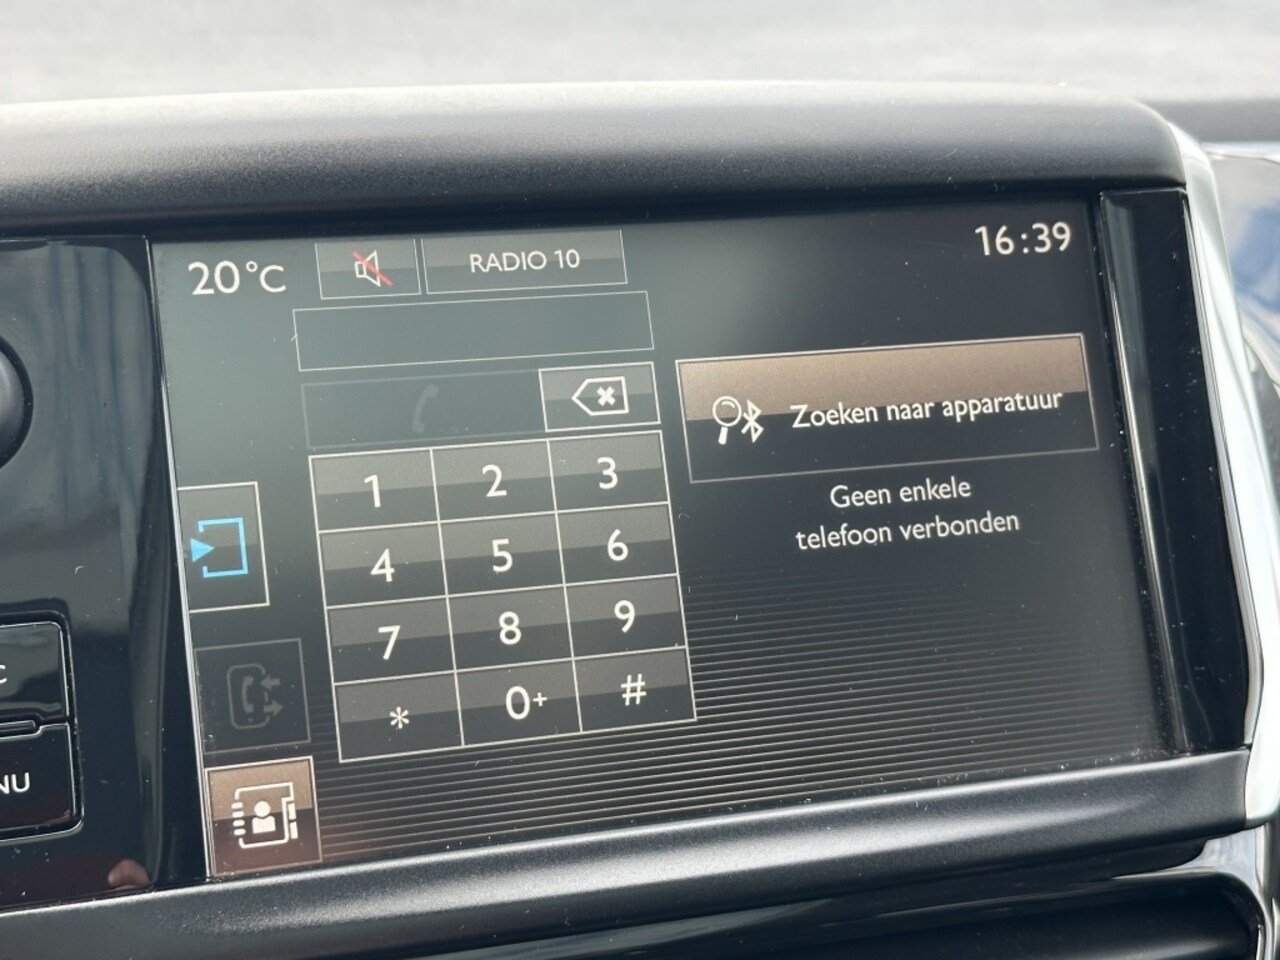 20°C
RADIO 10
16:39
Zoeken naar apparatuur
Geen enkele
telefoon verbonden
1 2 3
4 5 6
7 8 9
* 0+ #
C
NU